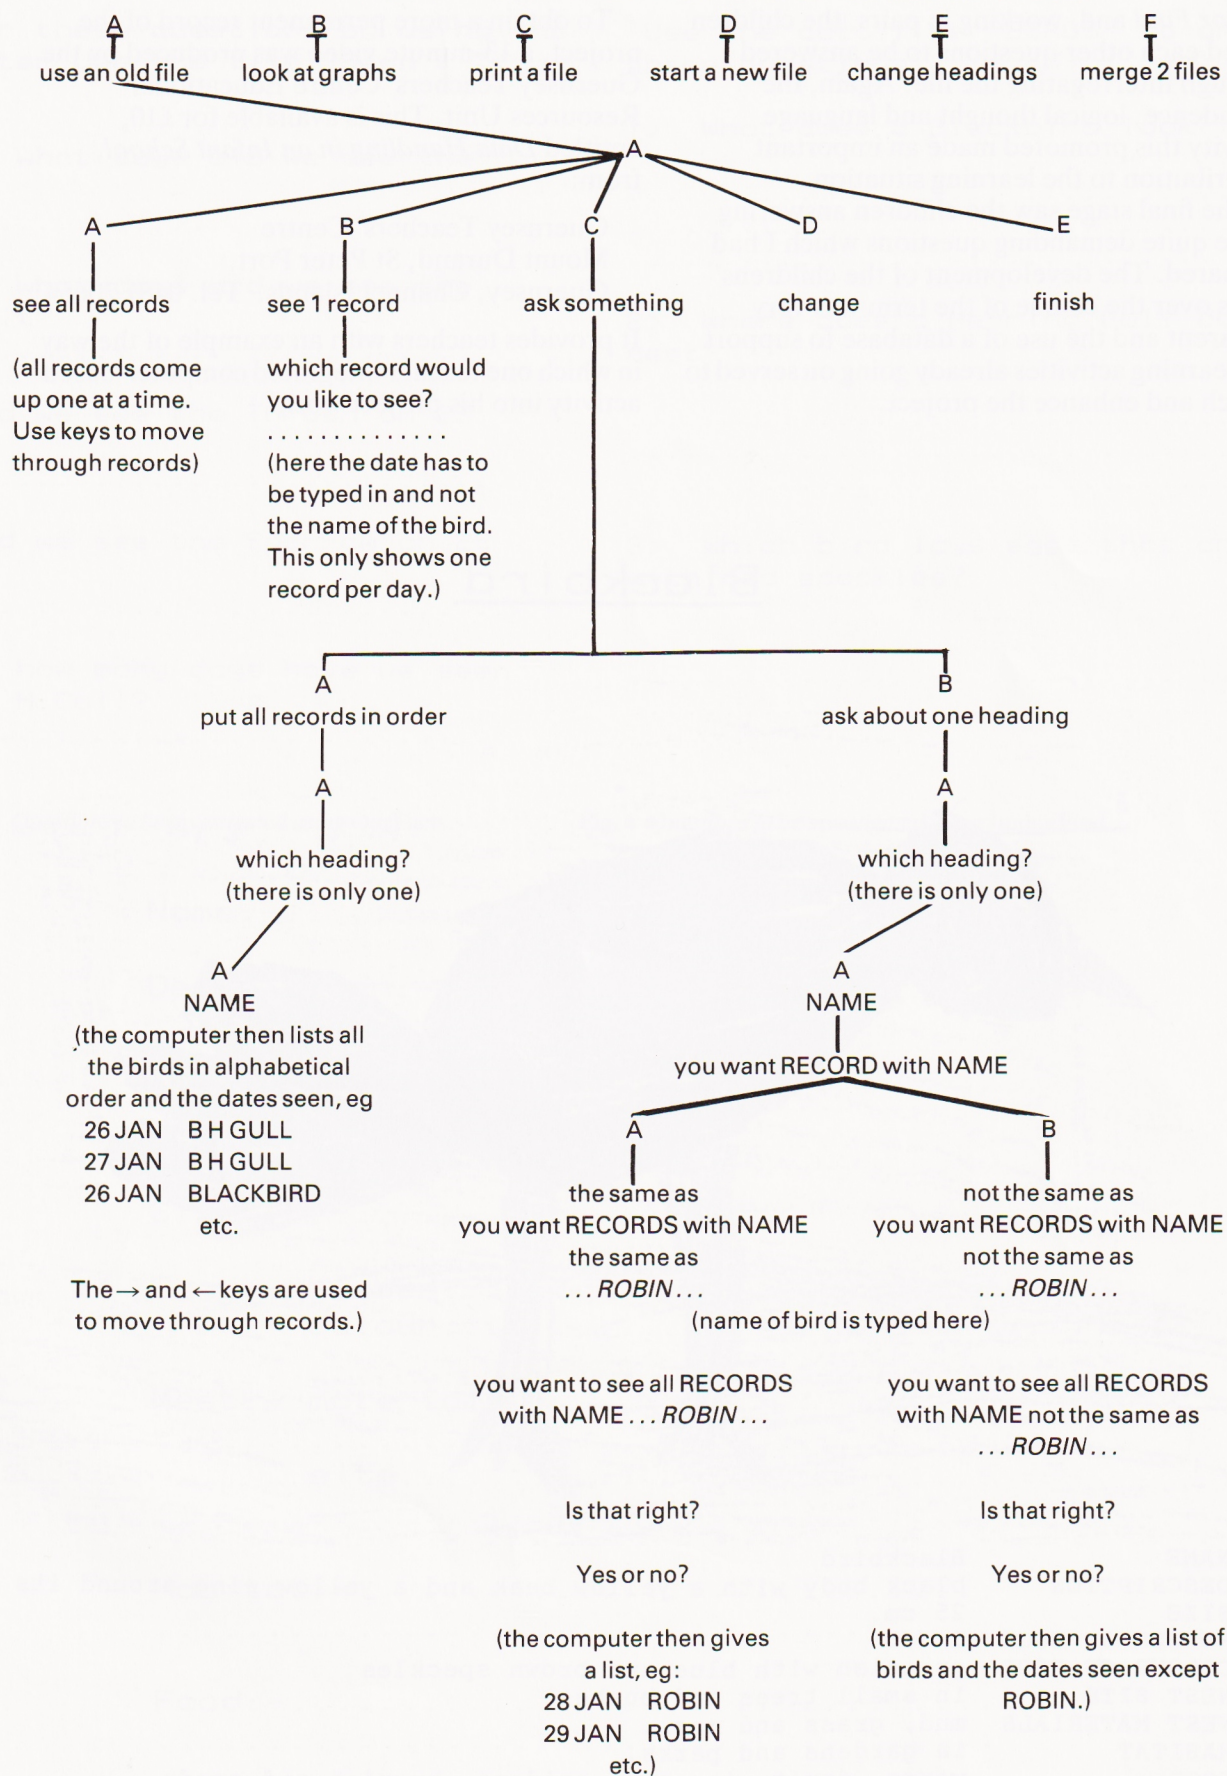 A B C D E F
use an old file look at graphs print a file start a new file change headings merge 2 files
A
A B C D E
see all records see 1 record ask something change finish
(all records come
up one at a time.
Use keys to move
through records)
which record would
you like to see?
..............
(here the date has to
be typed in and not
the name of the bird.
This only shows one
record per day.)
A
put all records in order
A
which heading?
(there is only one)
A
NAME
(the computer then lists all
the birds in alphabetical
order and the dates seen, eg
26 JAN B H GULL
27 JAN B H GULL
26 JAN BLACKBIRD
etc.
The → and ← keys are used
to move through records.)
B
ask about one heading
A
which heading?
(there is only one)
A
NAME
you want RECORD with NAME
A
the same as
you want RECORDS with NAME
the same as
... ROBIN ...
B
not the same as
you want RECORDS with NAME
not the same as
... ROBIN ...
(name of bird is typed here)
you want to see all RECORDS
with NAME ... ROBIN ...
Is that right?
Yes or no?
(the computer then gives
a list, eg:
28 JAN ROBIN
29 JAN ROBIN
etc.)
you want to see all RECORDS
with NAME not the same as
... ROBIN ...
Is that right?
Yes or no?
(the computer then gives a list of
birds and the dates seen except
ROBIN.)